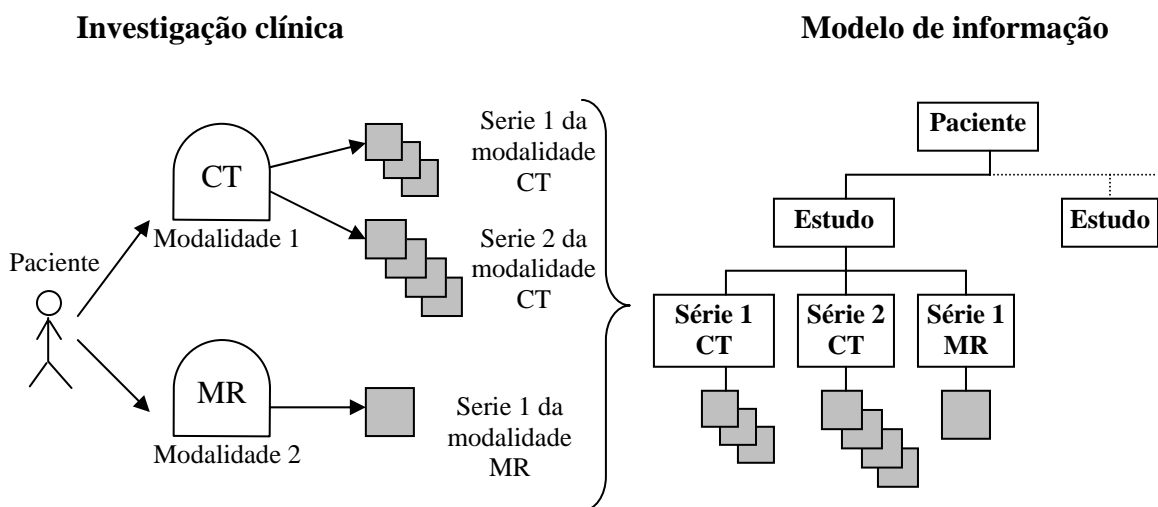 Investigação clínica
Modelo de informação
Paciente
CT
Modalidade 1
MR
Modalidade 2
Serie 1 da
modalidade
CT
Serie 2 da
modalidade
CT
Serie 1 da
modalidade
MR
Paciente
Estudo
Estudo
Série 1
CT
Série 2
CT
Série 1
MR